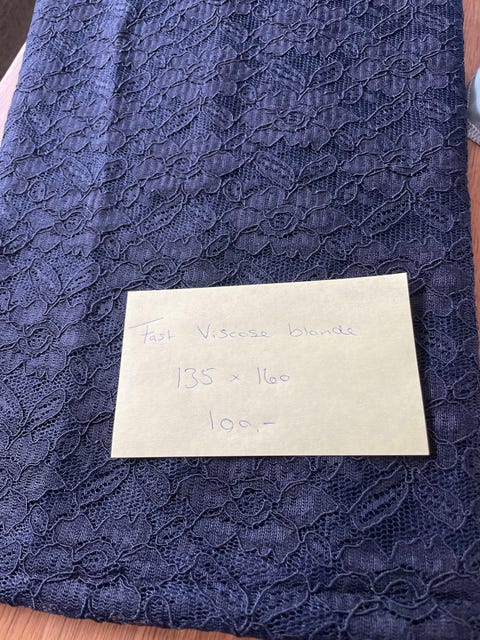 Fast Viscose blonde
135 x 160
100,-